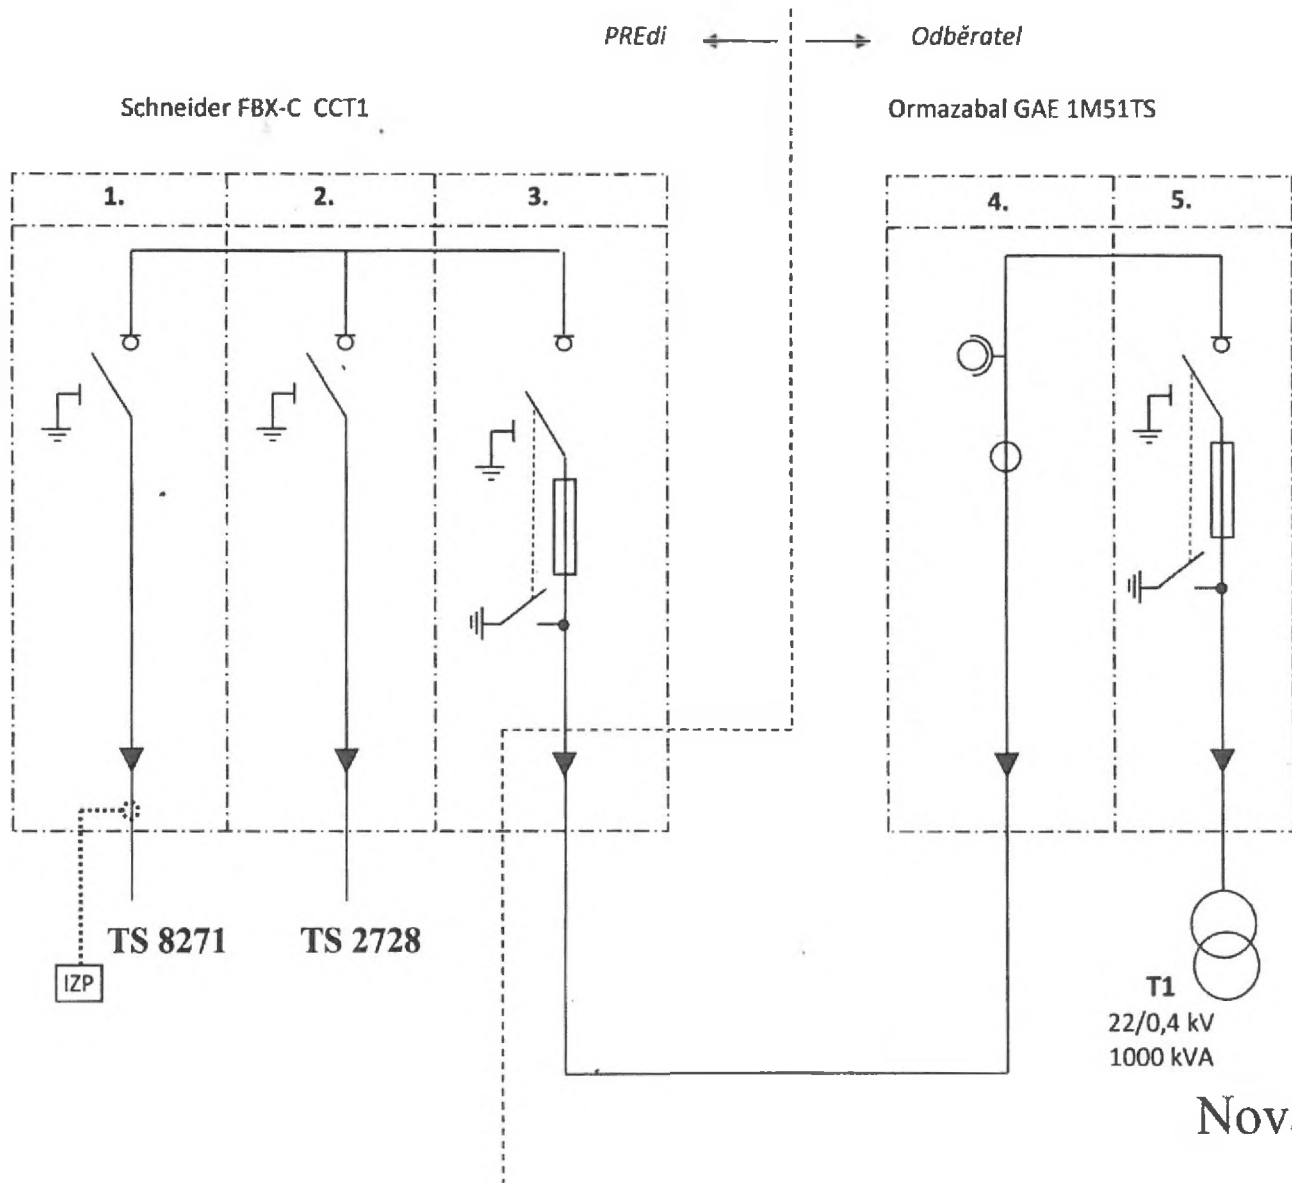 PREdi
Odběratel
Schneider FBX-C CCT1
Ormazabal GAE 1M51TS
1.
2.
3.
4.
5.
TS 8271
TS 2728
IZP
T1
22/0,4 kV
1000 kVA